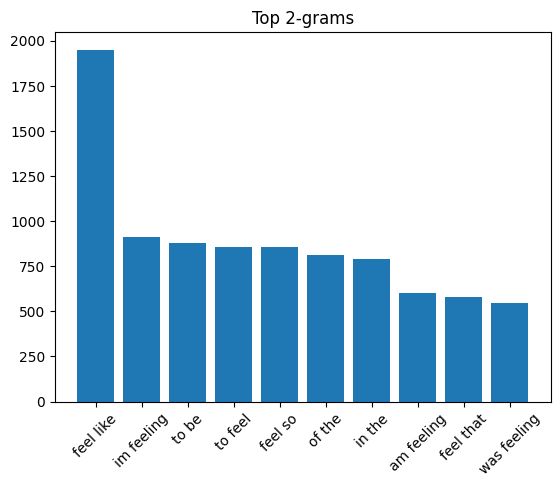 Top 2-grams
2000
1750
1500
1250
1000
750
500
250
0
feel like
im feeling
to be
to feel
feel so
of the
in the
am feeling
feel that
was feeling